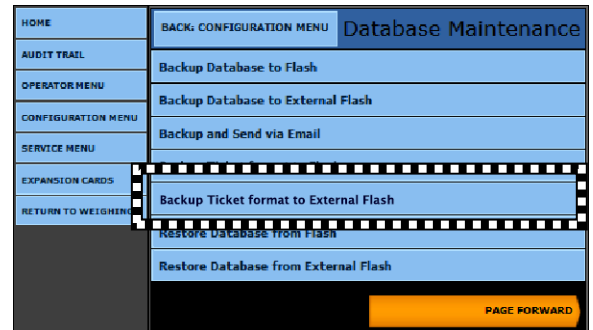 HOME
BACK: CONFIGURATION MENU
Database Maintenance
AUDIT TRAIL
Backup Database to Flash
OPERATOR MENU
Backup Database to External Flash
CONFIGURATION MENU
Backup and Send via Email
SERVICE MENU
EXPANSION CARDS
Backup Ticket format to External Flash
RETURN TO WEIGHING
Restore Database from Flash
Restore Database from External Flash
PAGE FORWARD